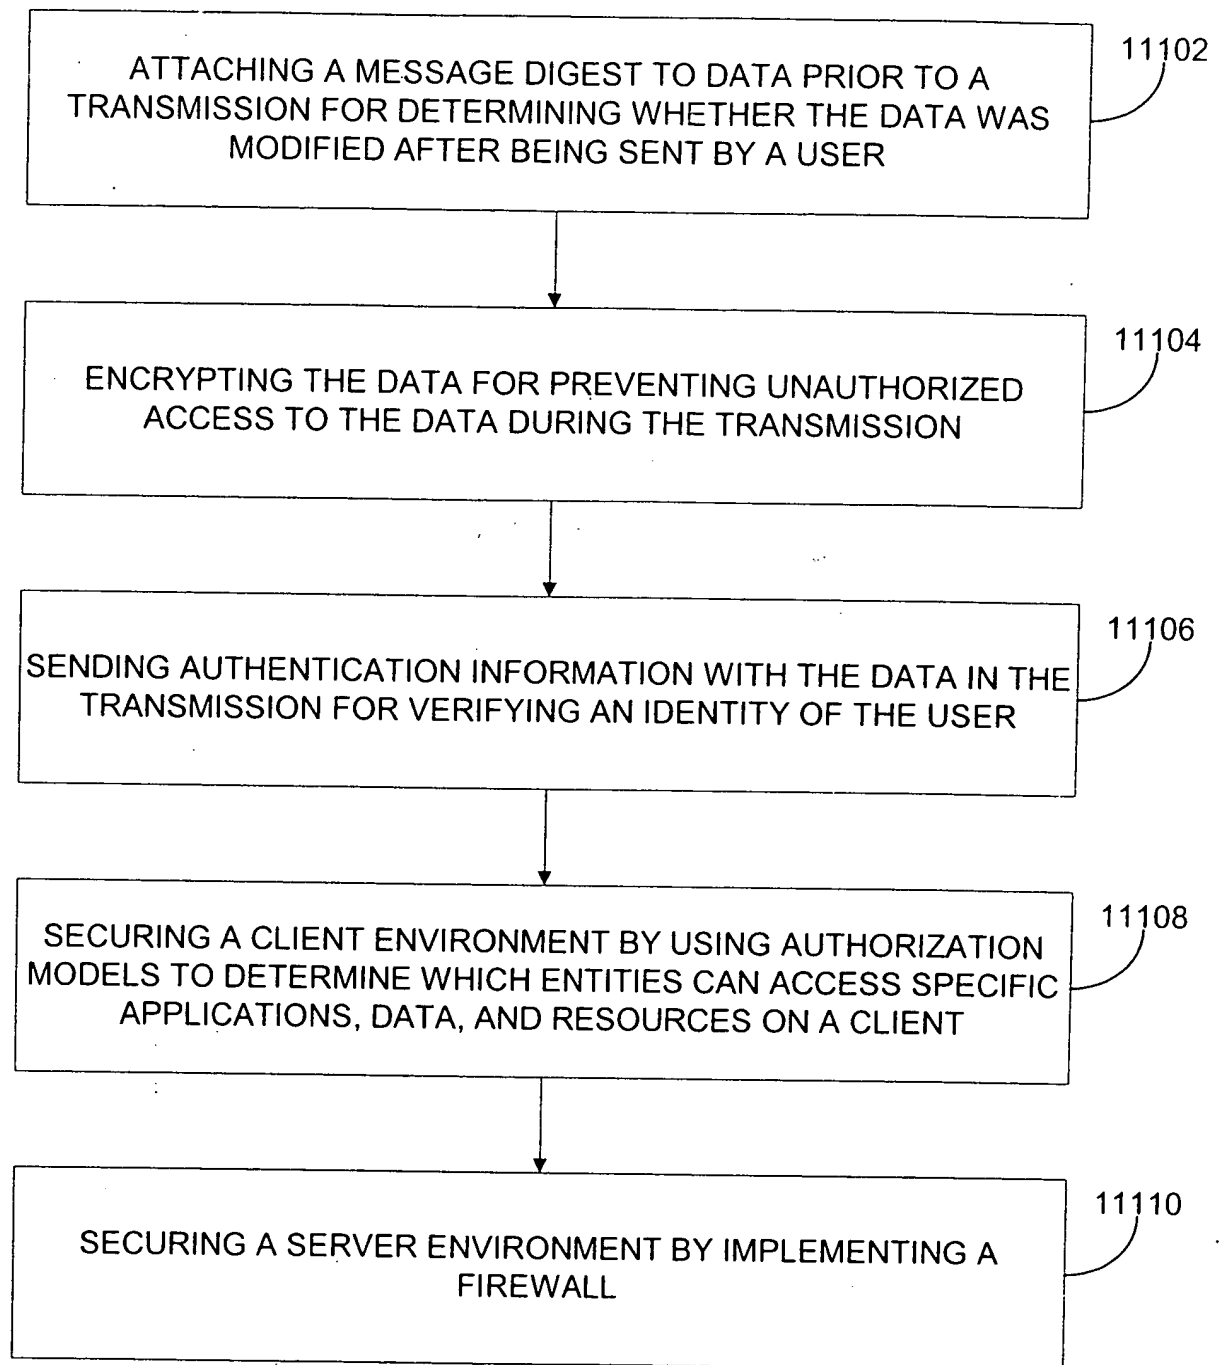 11102
ATTACHING A MESSAGE DIGEST TO DATA PRIOR TO A
TRANSMISSION FOR DETERMINING WHETHER THE DATA WAS
MODIFIED AFTER BEING SENT BY A USER
11104
ENCRYPTING THE DATA FOR PREVENTING UNAUTHORIZED
ACCESS TO THE DATA DURING THE TRANSMISSION
11106
SENDING AUTHENTICATION INFORMATION WITH THE DATA IN THE
TRANSMISSION FOR VERIFYING AN IDENTITY OF THE USER
11108
SECURING A CLIENT ENVIRONMENT BY USING AUTHORIZATION
MODELS TO DETERMINE WHICH ENTITIES CAN ACCESS SPECIFIC
APPLICATIONS, DATA, AND RESOURCES ON A CLIENT
11110
SECURING A SERVER ENVIRONMENT BY IMPLEMENTING A
FIREWALL